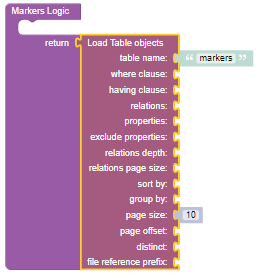 Markers Logic
return Load Table objects
table name: “ markers ”
where clause:
having clause:
relations:
properties:
exclude properties:
relations depth:
relations page size:
sort by:
group by:
page size: 10
page offset:
distinct:
file reference prefix: